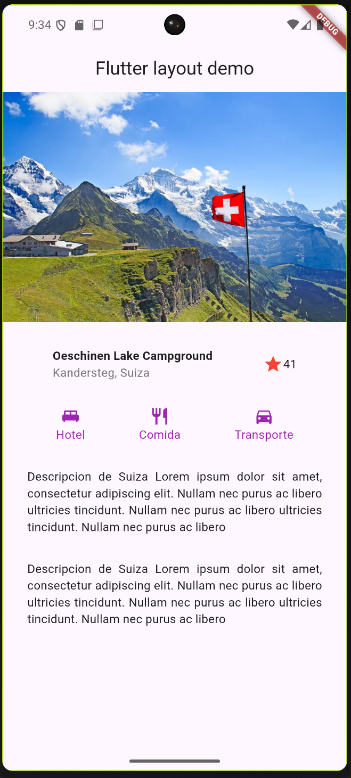 9:34
DEBUG
Flutter layout demo
Oeschinen Lake Campground
Kandersteg, Suiza
41
Hotel
Comida
Transporte
Descripcion de Suiza Lorem ipsum dolor sit amet,
consectetur adipiscing elit. Nullam nec purus ac libero
ultricies tincidunt. Nullam nec purus ac libero ultricies
tincidunt. Nullam nec purus ac libero
Descripcion de Suiza Lorem ipsum dolor sit amet,
consectetur adipiscing elit. Nullam nec purus ac libero
ultricies tincidunt. Nullam nec purus ac libero ultricies
tincidunt. Nullam nec purus ac libero